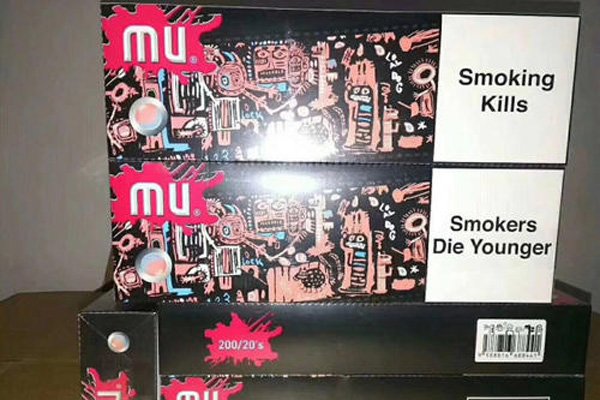 mu®
Smoking
Kills
mu®
Smokers
Die Younger
200/20's
mu